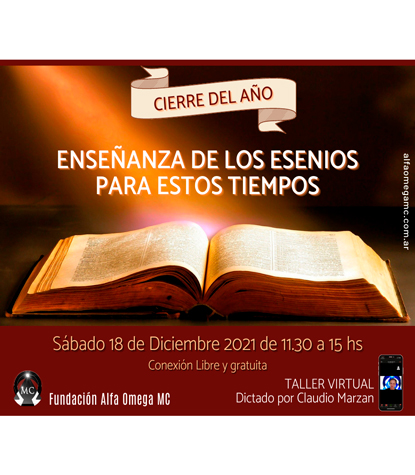 CIERRE DEL AÑO
ENSEÑANZA DE LOS ESENIOS
PARA ESTOS TIEMPOS
alfaomegamc.com.ar
Sábado 18 de Diciembre 2021 de 11.30 a 15 hs
Conexión Libre y gratuita
TALLER VIRTUAL
Dictado por Claudio Marzan
MC
Fundación Alfa Omega MC